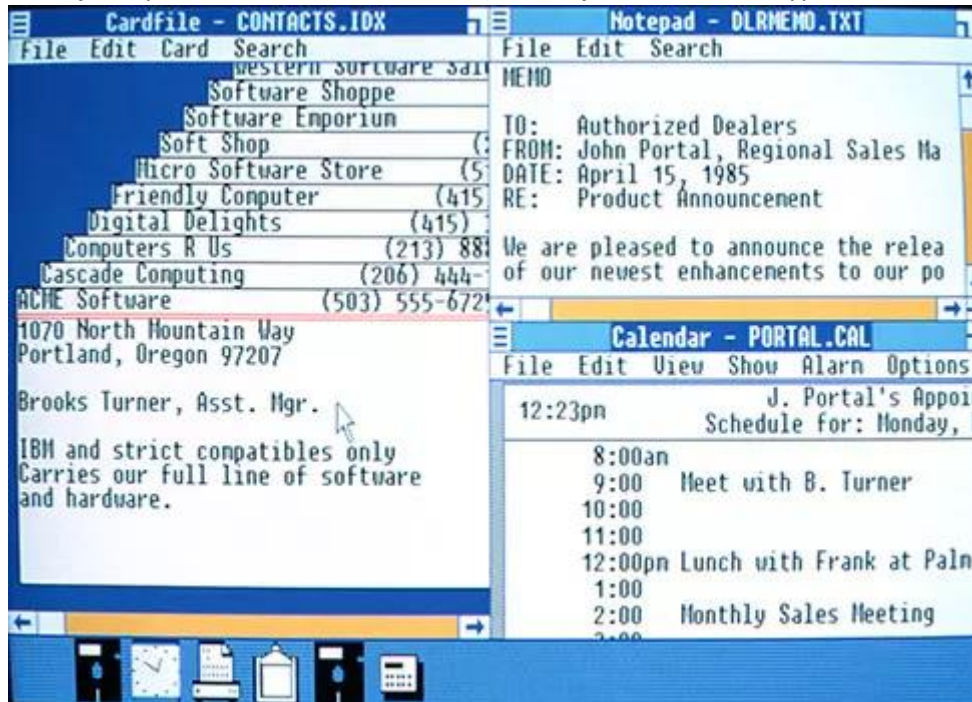 Cardfile - CONTACTS.IDX
File Edit Card Search
Western Software
Software Shoppe
Software Emporium
Soft Shop
Micro Software Store (5
Friendly Computer (415
Digital Delights (415)
Computers R Us (213) 88
Cascade Computing (206) 444-
ACME Software (503) 555-672
1070 North Mountain Way
Portland, Oregon 97207
Brooks Turner, Asst. Mgr.
IBM and strict compatibles only
Carries our full line of software
and hardware.
Notepad - DLRMEMO.TXT
File Edit Search
MEMO
TO: Authorized Dealers
FROM: John Portal, Regional Sales Ma
DATE: April 15, 1985
RE: Product Announcement
We are pleased to announce the relea
of our newest enhancements to our po
Calendar - PORTAL.CAL
File Edit View Show Alarm Options
12:23pm
J. Portal's Appoi
Schedule for: Monday,
8:00am
9:00 Meet with B. Turner
10:00
11:00
12:00pm Lunch with Frank at Palm
1:00
2:00 Monthly Sales Meeting